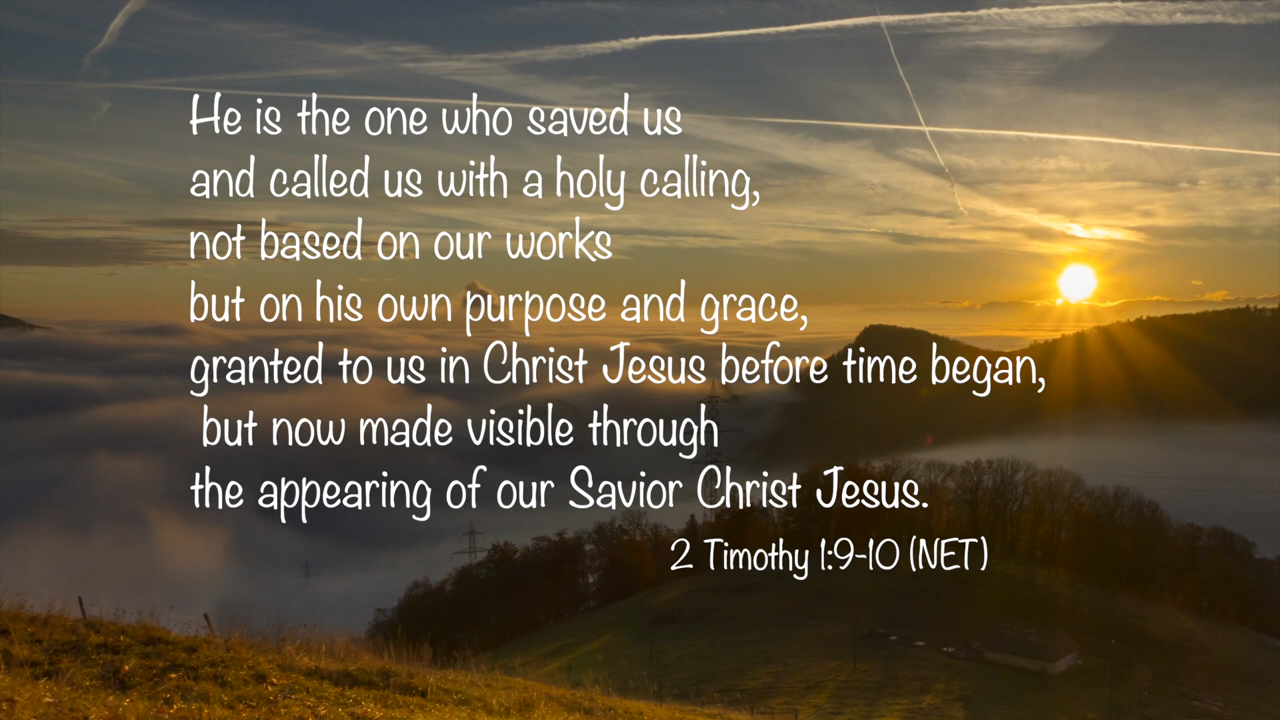 He is the one who saved us
and called us with a holy calling,
not based on our works
but on his own purpose and grace,
granted to us in Christ Jesus before time began,
but now made visible through
the appearing of our Savior Christ Jesus.
2 Timothy 1:9-10 (NET)